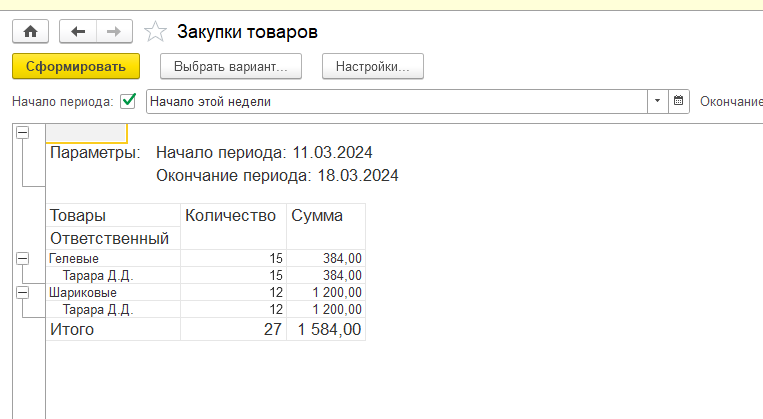 Закупки товаров
Сформировать Выбрать вариант... Настройки...
Начало периода: Начало этой недели Окончание
Параметры: Начало периода: 11.03.2024
Окончание периода: 18.03.2024
Товары Количество Сумма
Ответственный
Гелевые 15 384,00
Тарара Д.Д. 15 384,00
Шариковые 12 1 200,00
Тарара Д.Д. 12 1 200,00
Итого 27 1 584,00